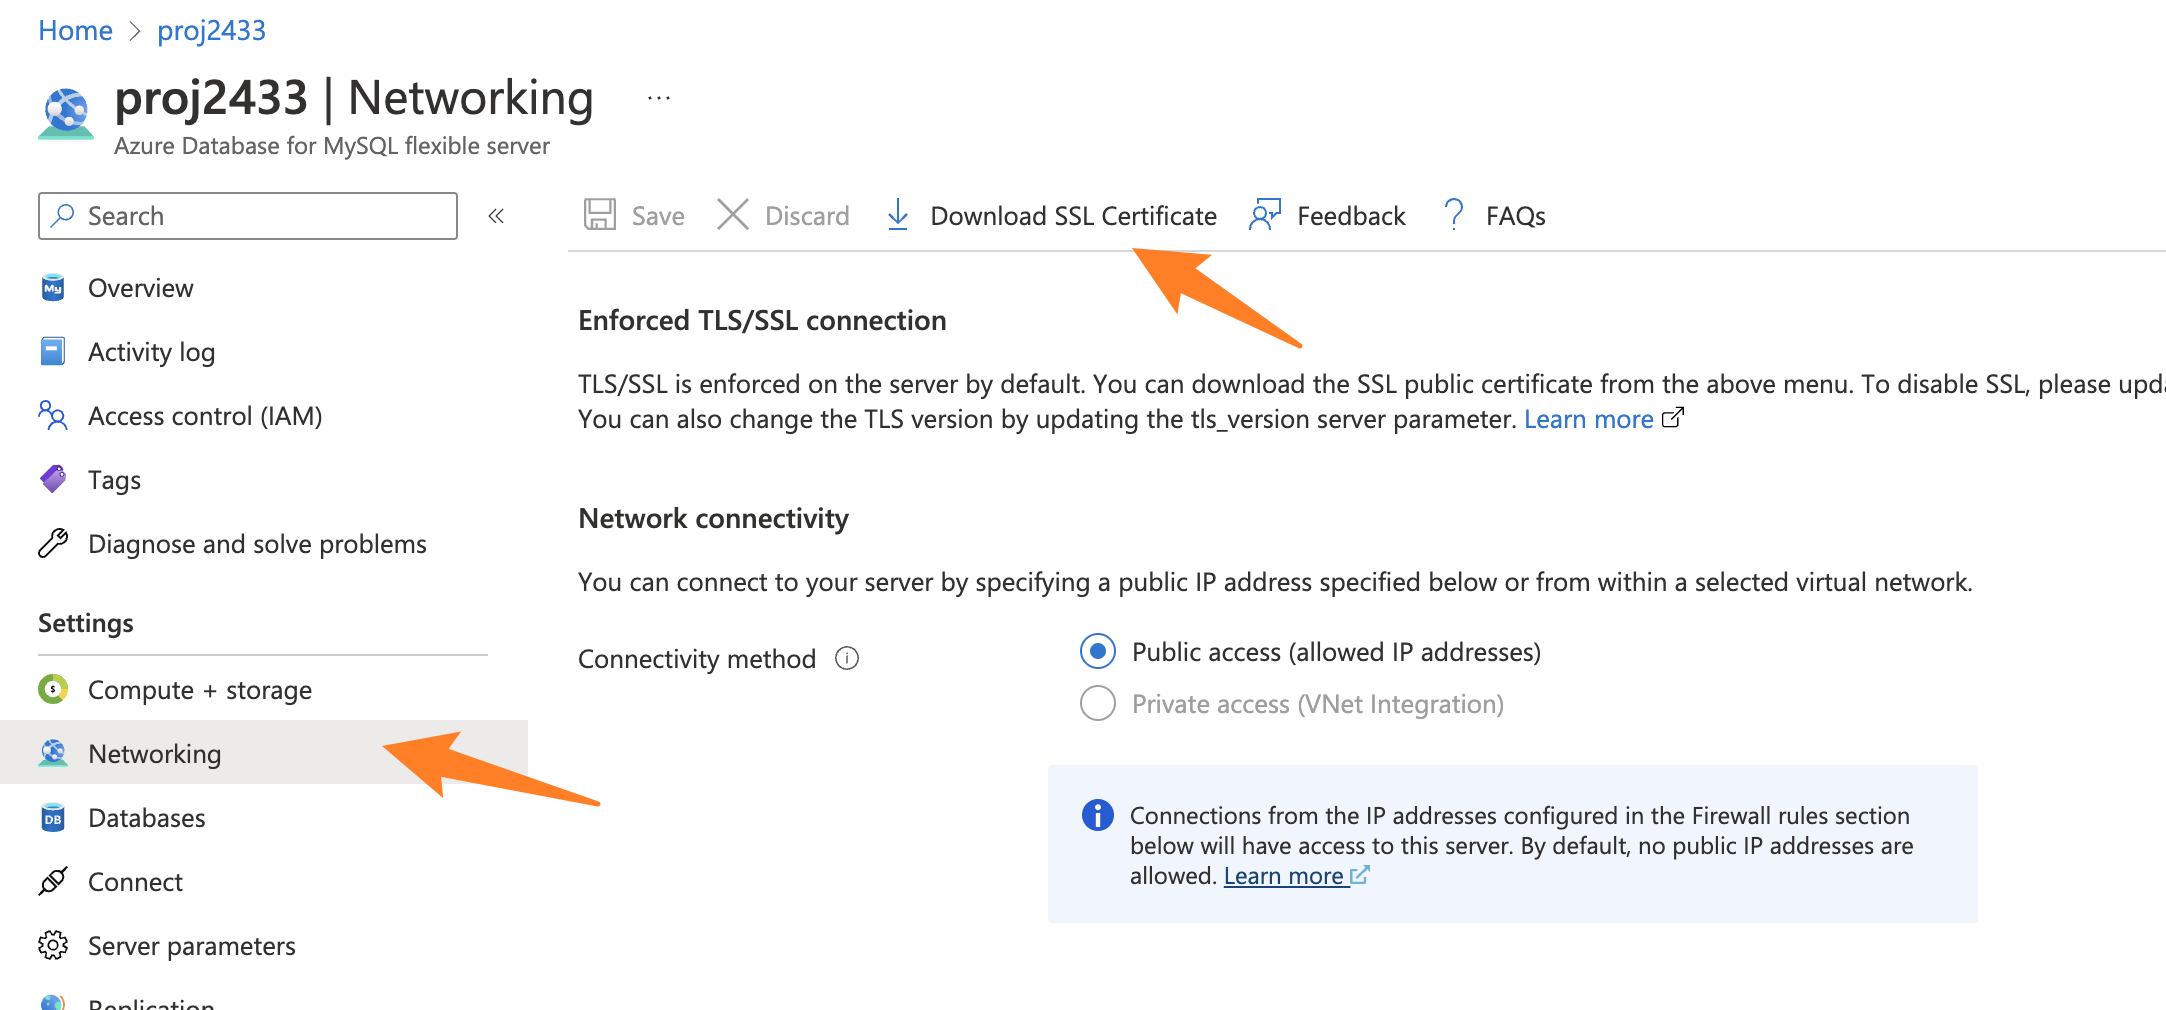 Home > proj2433
proj2433 | Networking ...
Azure Database for MySQL flexible server
Search «
Save Discard Download SSL Certificate Feedback ? FAQs
Overview
Activity log
Access control (IAM)
Tags
Diagnose and solve problems
Settings
Compute + storage
Networking
Databases
Connect
Server parameters
Replication
Enforced TLS/SSL connection
TLS/SSL is enforced on the server by default. You can download the SSL public certificate from the above menu. To disable SSL, please upda
You can also change the TLS version by updating the tls_version server parameter. Learn more
Network connectivity
You can connect to your server by specifying a public IP address specified below or from within a selected virtual network.
Connectivity method
Public access (allowed IP addresses)
Private access (VNet Integration)
Connections from the IP addresses configured in the Firewall rules section
below will have access to this server. By default, no public IP addresses are
allowed. Learn more